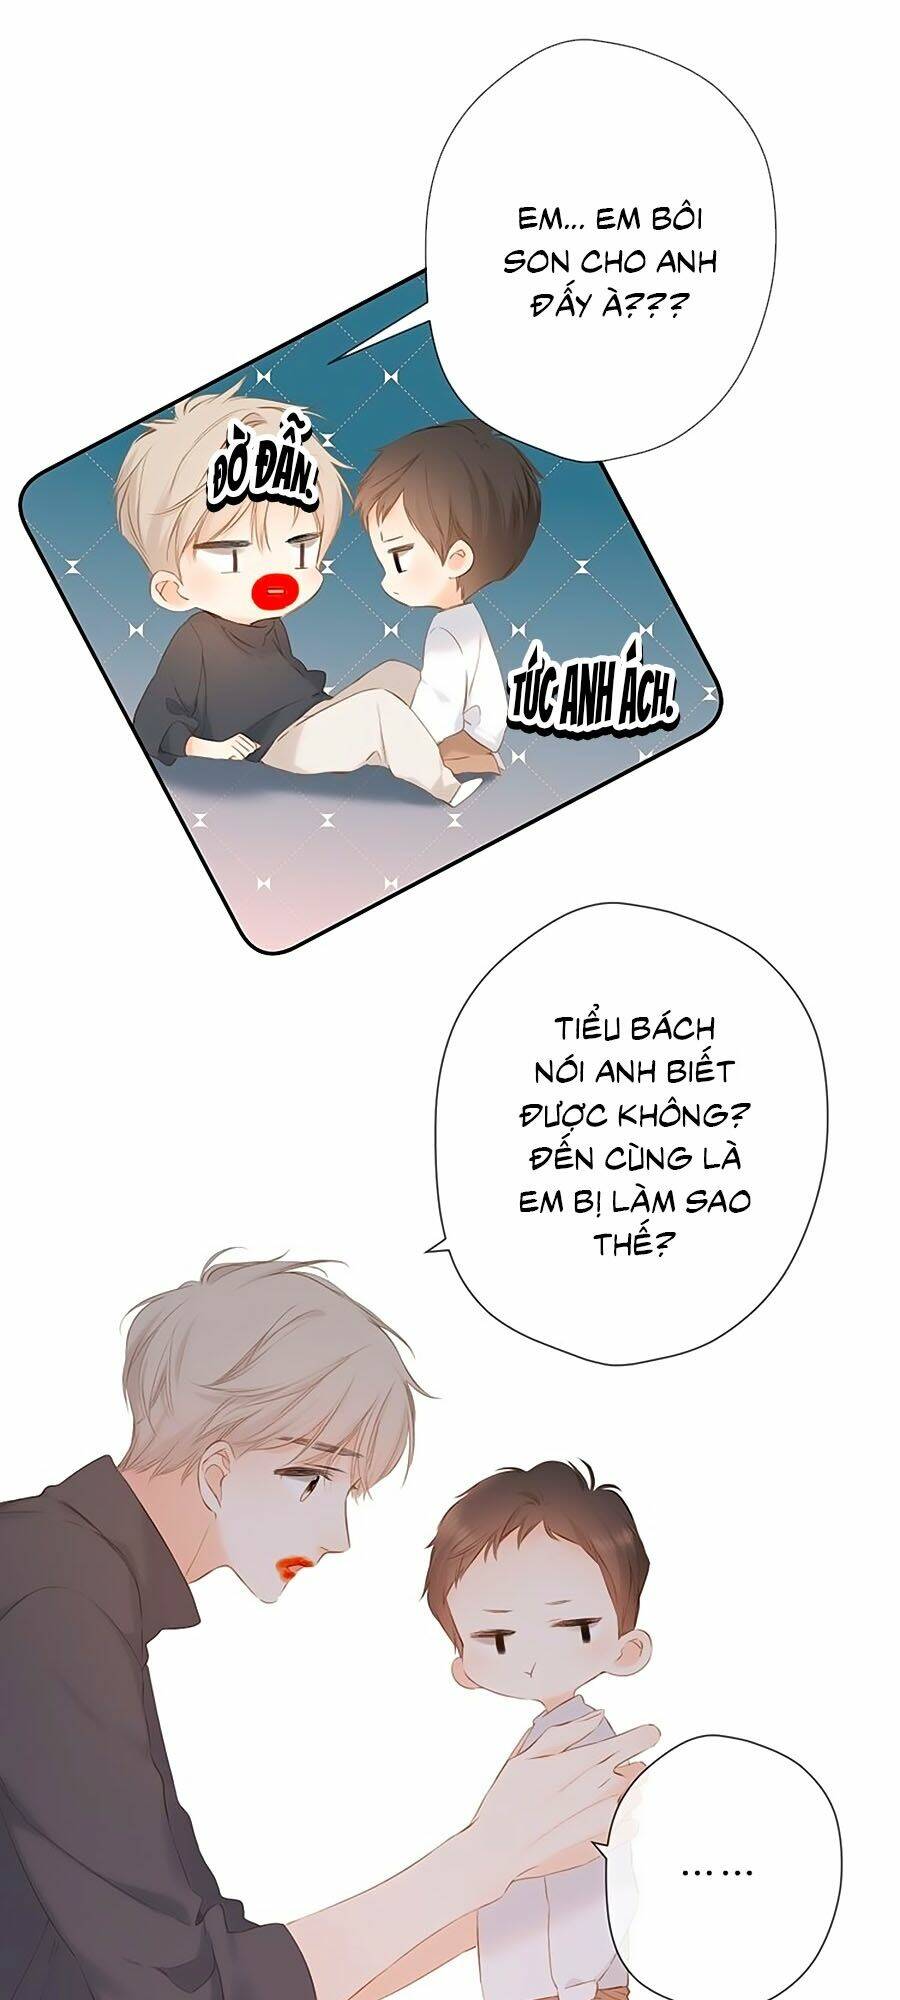 EM... EM BÔI
SON CHO ANH
ĐẤY À???
ĐỜ ĐẪN.
TỨC ANH ÁCH.
TIỂU BÁCH
NÓI ANH BIẾT
ĐƯỢC KHÔNG?
ĐẾN CÙNG LÀ
EM BỊ LÀM SAO
THẾ?
......